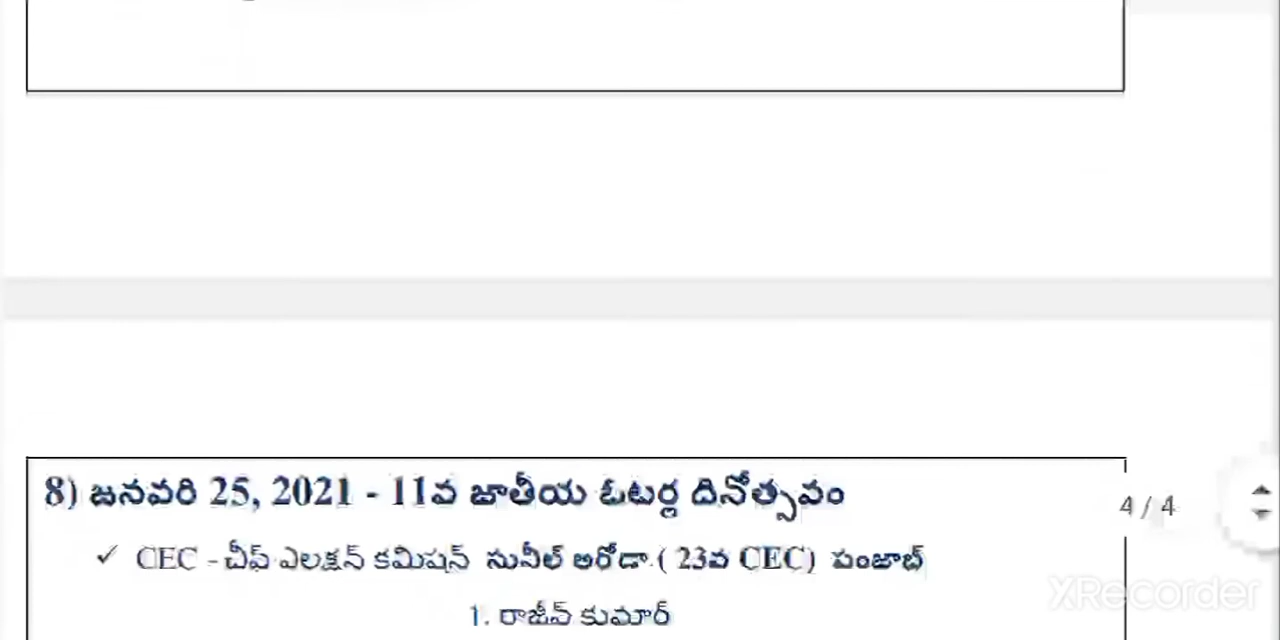 8) జనవరి 25, 2021 - 11వ జాతీయ ఓటర్ల దినోత్సవం
4 / 4
✓ CEC - చీఫ్ ఎలక్షన్ కమిషన్ సునీల్ అరోడా ( 23వ CEC) పంజాబ్
XRecorder
1. రాజీవ్ కుమార్